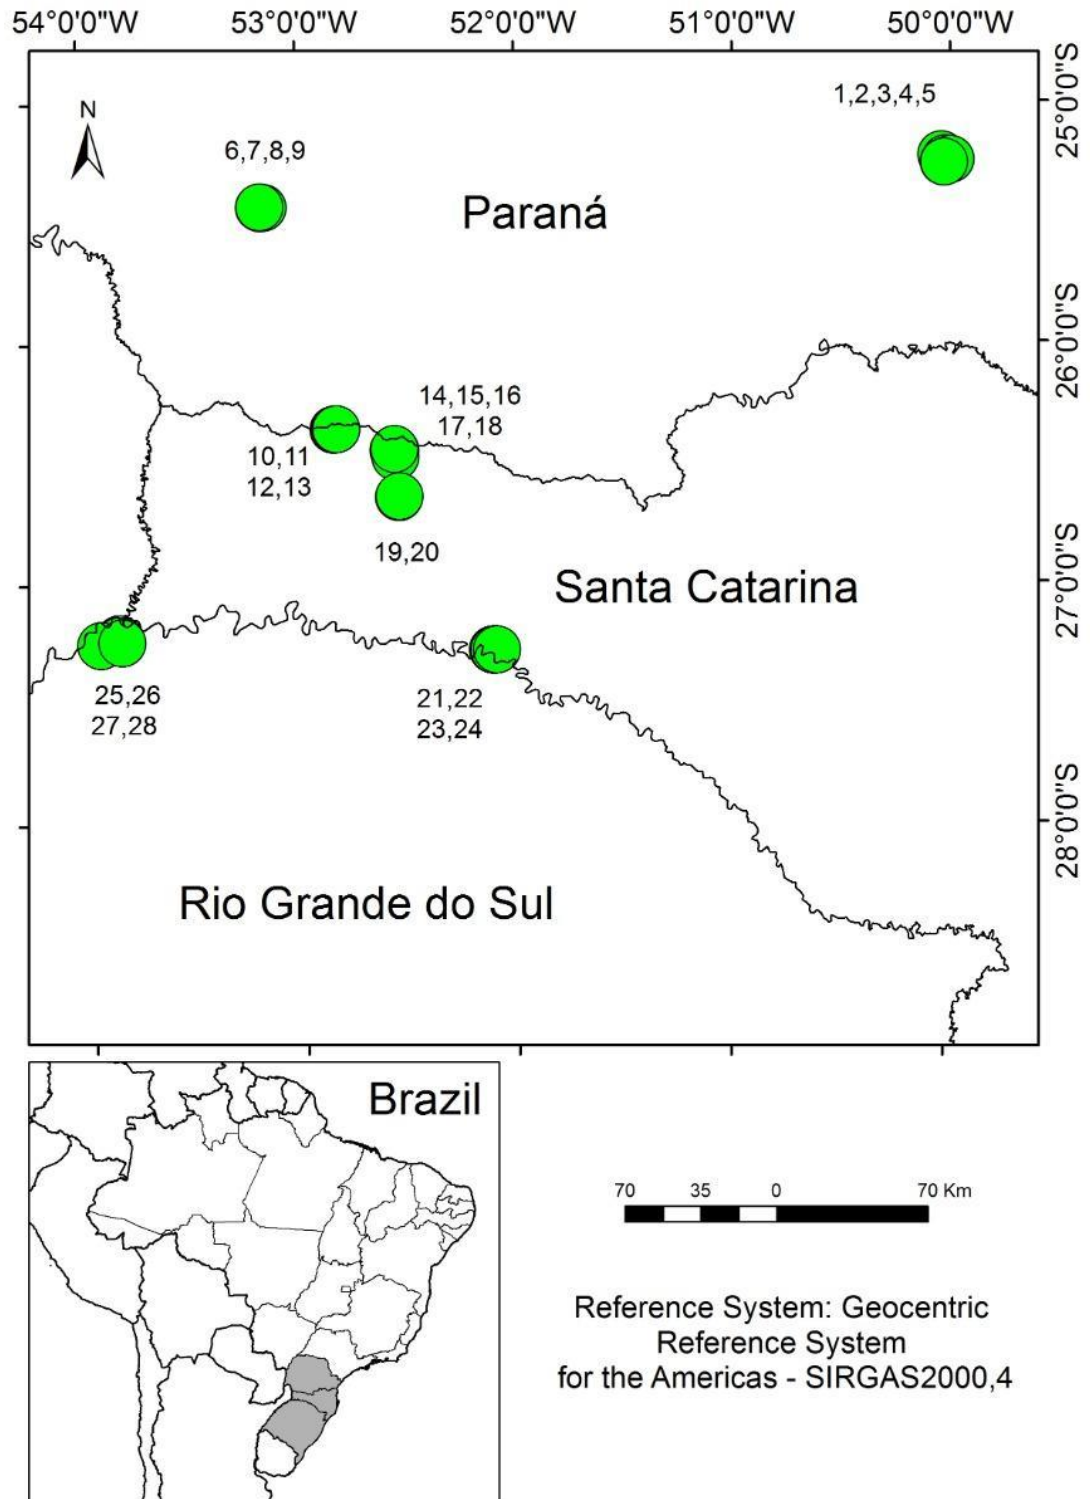 54°0'0"W 53°0'0"W 52°0'0"W 51°0'0"W 50°0'0"W
25°0'0"S
1,2,3,4,5
N
6,7,8,9
Paraná
26°0'0"S
14,15,16
17,18
10,11
12,13
19,20
27°0'0"S
Santa Catarina
25,26
27,28
21,22
23,24
28°0'0"S
Rio Grande do Sul
Brazil
70 35 0 70 Km
Reference System: Geocentric
Reference System
for the Americas - SIRGAS2000,4